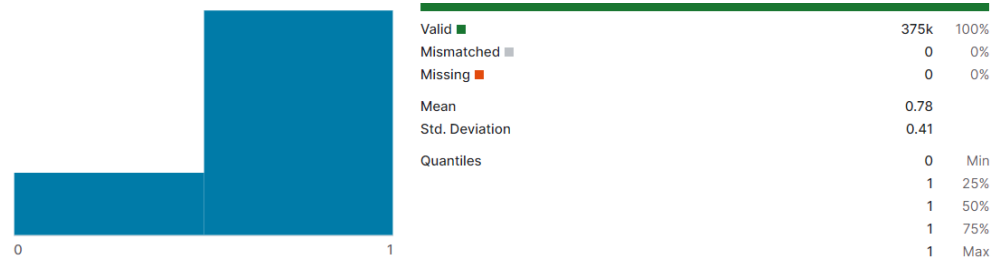 0 1
Valid 375k 100%
Mismatched 0 0%
Missing 0 0%
Mean 0.78
Std. Deviation 0.41
Quantiles 0 Min
1 25%
1 50%
1 75%
1 Max